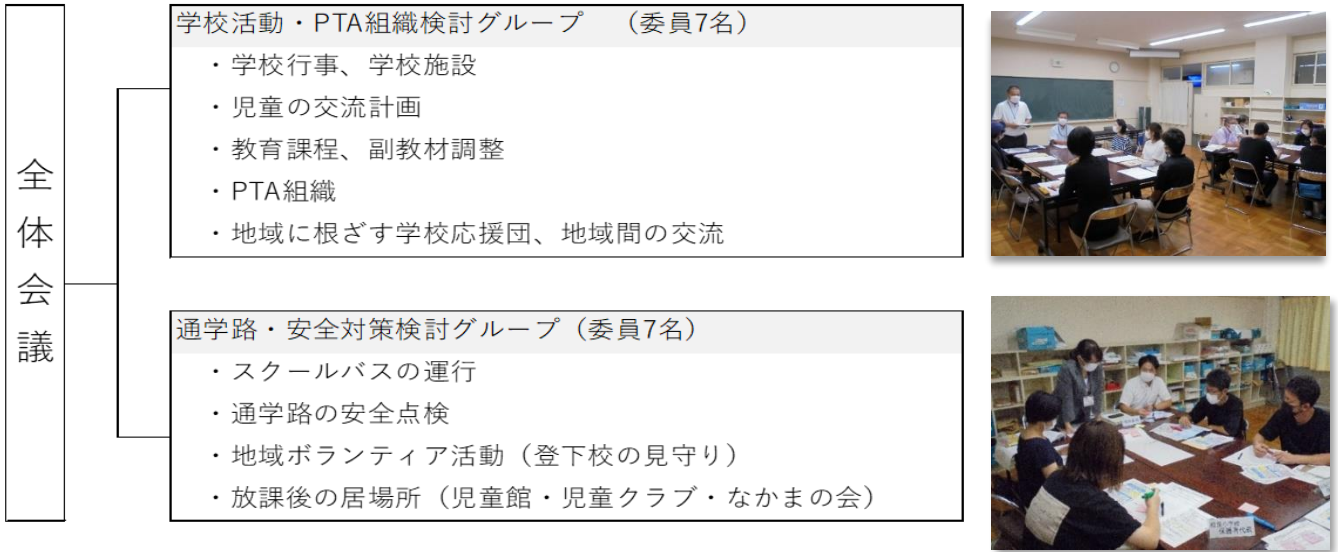 全体会議
学校活動・PTA組織検討グループ　（委員7名）
・学校行事、学校施設
・児童の交流計画
・教育課程、副教材調整
・PTA組織
・地域に根ざす学校応援団、地域間の交流
通学路・安全対策検討グループ（委員7名）
・スクールバスの運行
・通学路の安全点検
・地域ボランティア活動（登下校の見守り）
・放課後の居場所（児童館・児童クラブ・なかまの会）